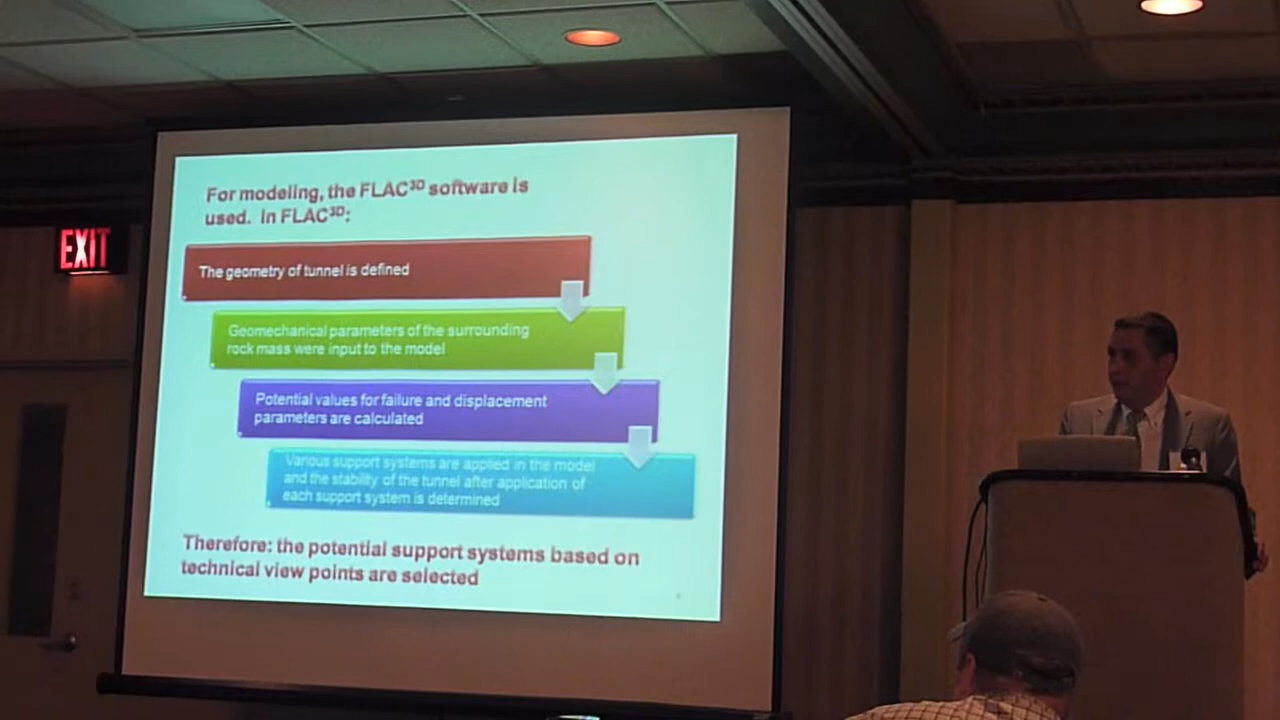 For modeling, the FLAC3D software is
used. In FLAC3D:
EXIT
The geometry of tunnel is defined
Geomechanical parameters of the surrounding
rock mass were input to the model
Potential values for failure and displacement
parameters are calculated
Various support systems are applied in the model
and the stability of the tunnel after application of
each support system is determined
Therefore: the potential support systems based on
technical view points are selected